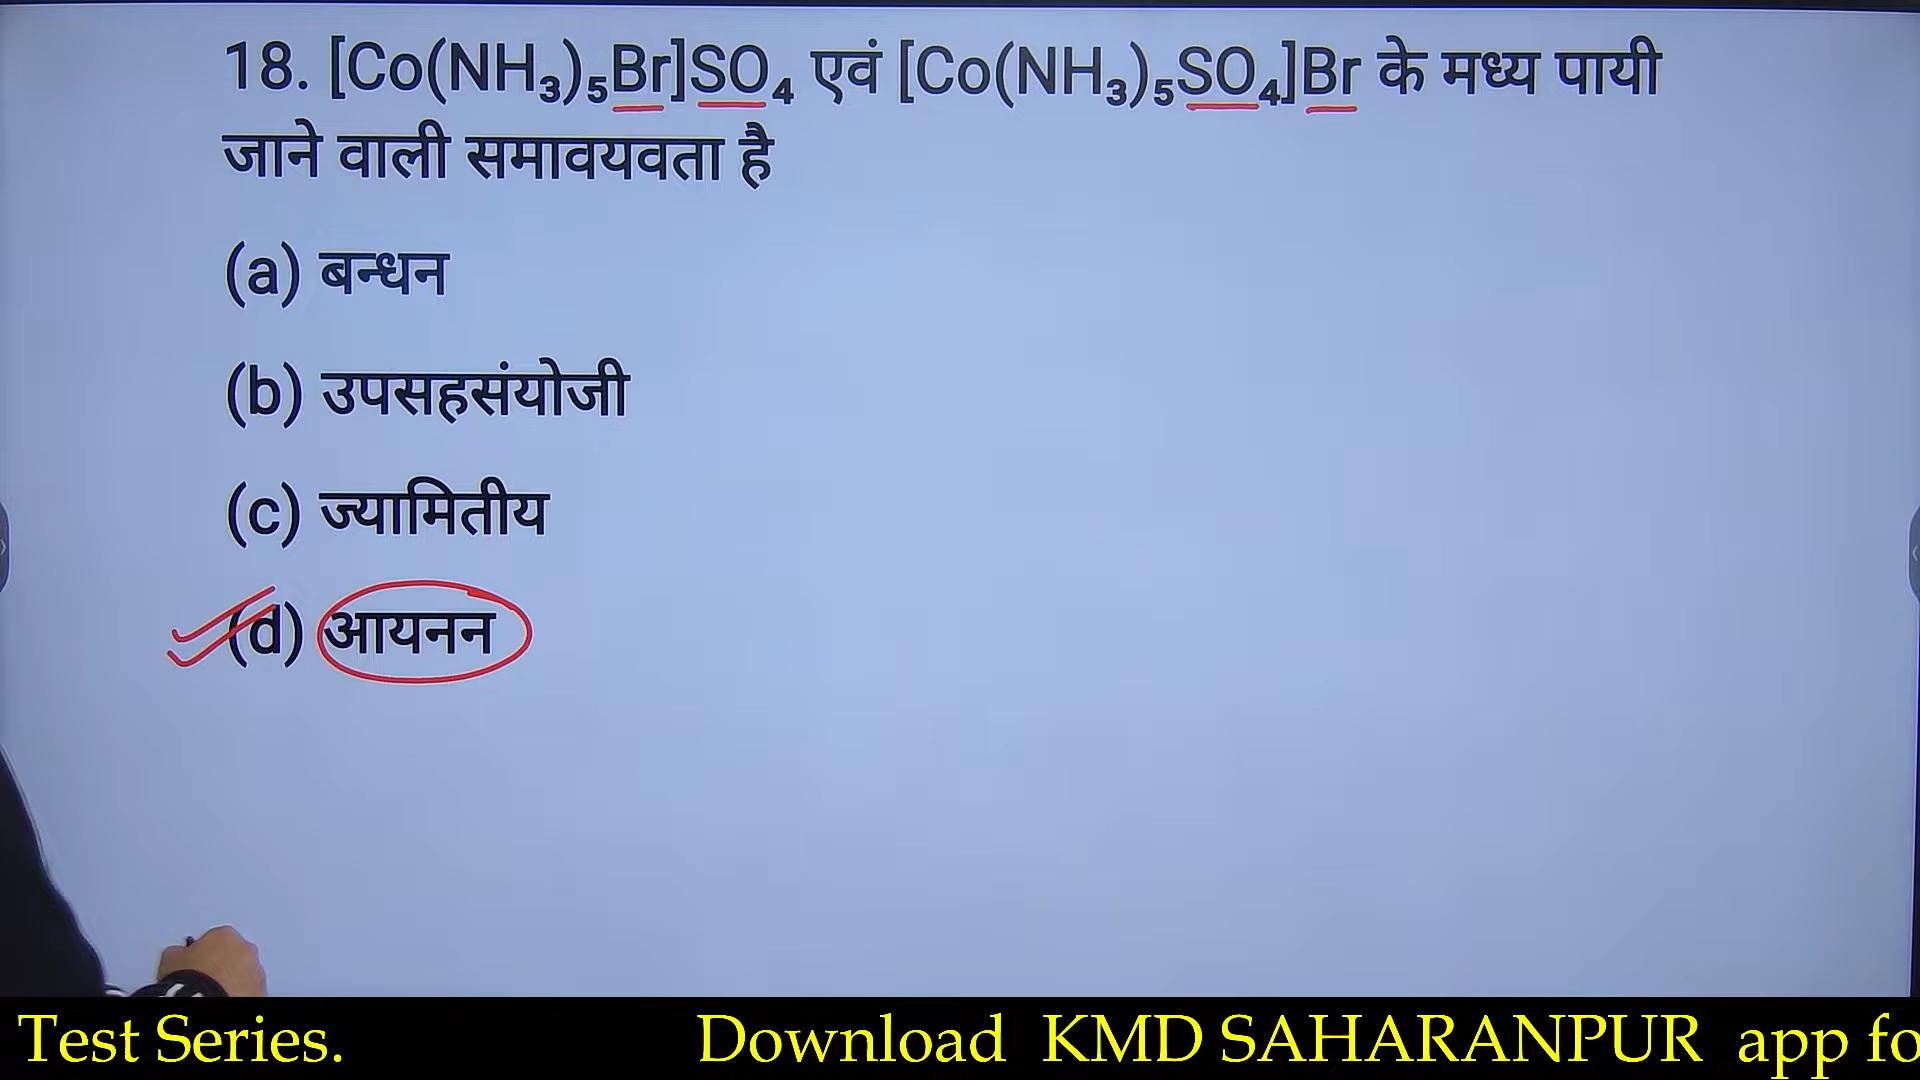 18. [Co(NH₃)₅Br]SO₄ एवं [Co(NH₃)₅SO₄]Br के मध्य पायी
जाने वाली समावयवता है
(a) बन्धन
(b) उपसहसंयोजी
(c) ज्यामितीय
(d) आयनन
Test Series. Download KMD SAHARANPUR app fo